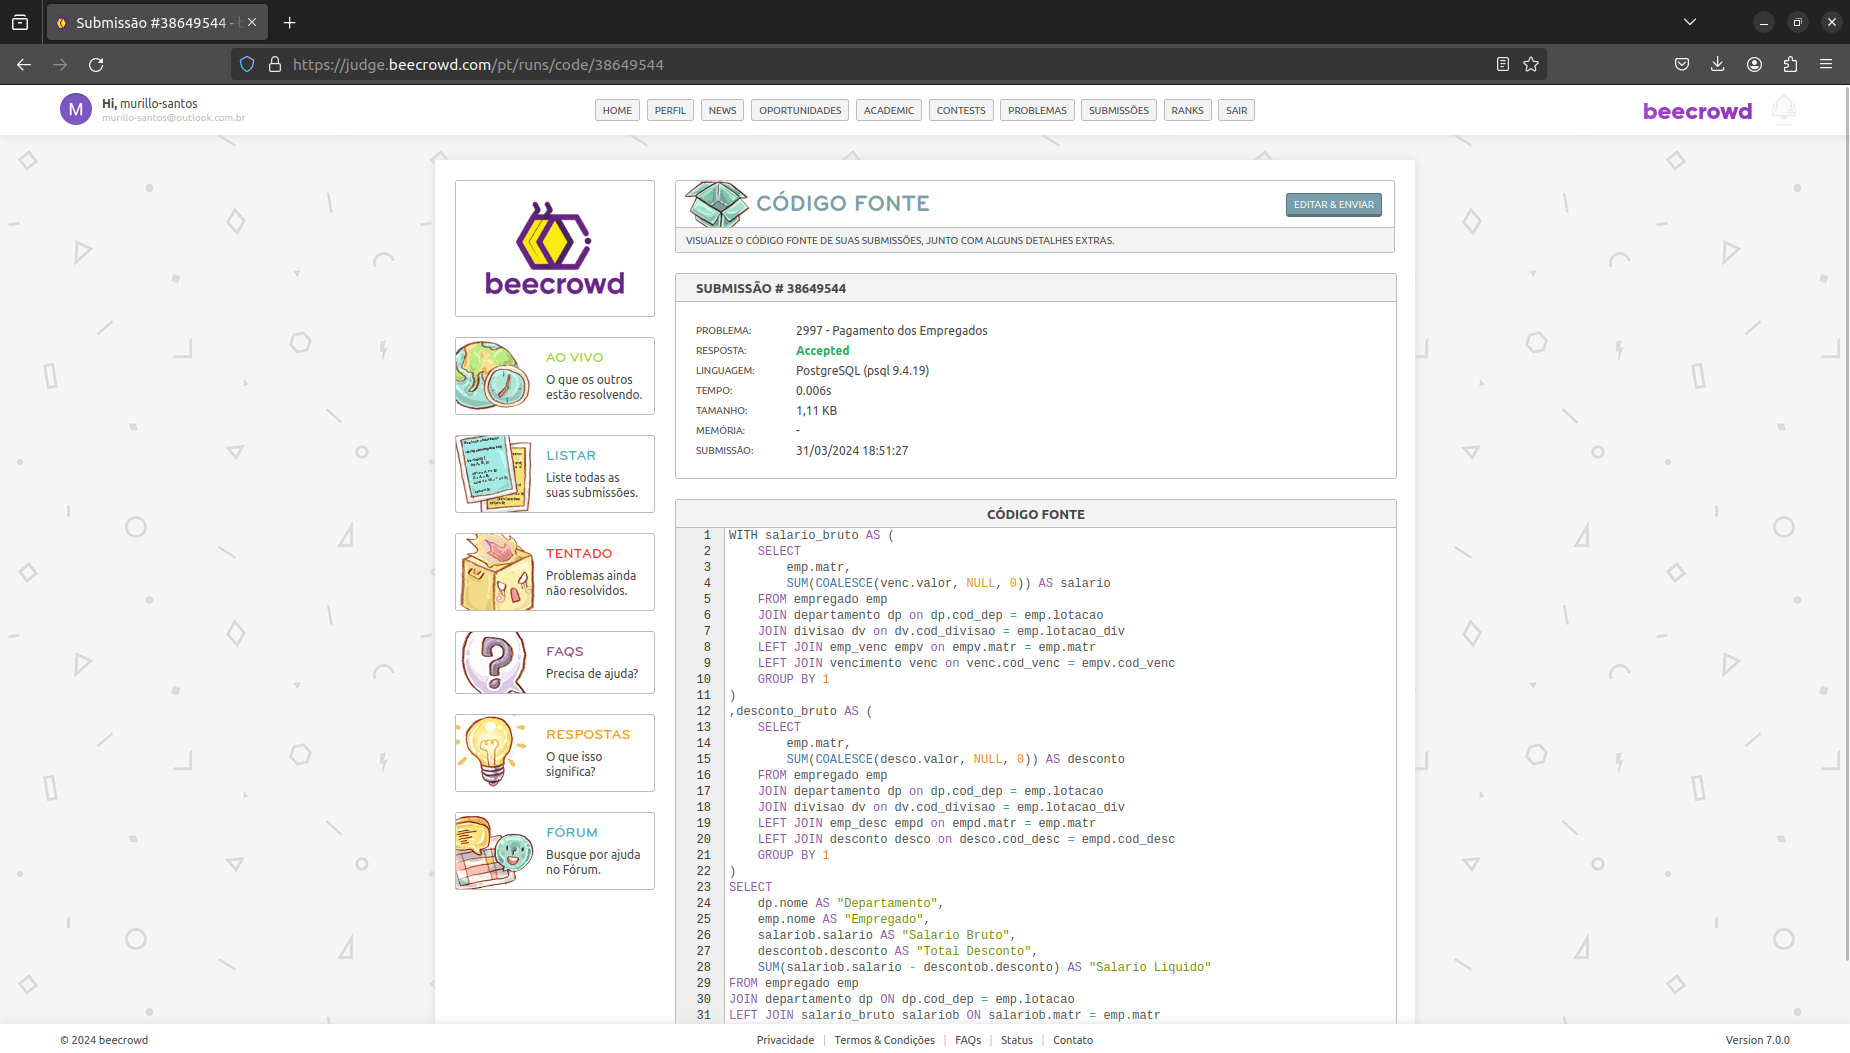 Submissão #38649544 - b
https://judge.beecrowd.com/pt/runs/code/38649544
M
Hi, murillo-santos
murillo-santos@outlook.com.br
HOME
PERFIL
NEWS
OPORTUNIDADES
ACADEMIC
CONTESTS
PROBLEMAS
SUBMISSÕES
RANKS
SAIR
beecrowd
beecrowd
AO VIVO
O que os outros
estão resolvendo.
LISTAR
Liste todas as
suas submissões.
TENTADO
Problemas ainda
não resolvidos.
FAQS
Precisa de ajuda?
RESPOSTAS
O que isso
significa?
FÓRUM
Busque por ajuda
no Fórum.
CÓDIGO FONTE
EDITAR & ENVIAR
VISUALIZE O CÓDIGO FONTE DE SUAS SUBMISSÕES, JUNTO COM ALGUNS DETALHES EXTRAS.
SUBMISSÃO # 38649544
PROBLEMA: 2997 - Pagamento dos Empregados
RESPOSTA: Accepted
LINGUAGEM: PostgreSQL (psql 9.4.19)
TEMPO: 0.006s
TAMANHO: 1,11 KB
MEMÓRIA: -
SUBMISSÃO: 31/03/2024 18:51:27
CÓDIGO FONTE
1 WITH salario_bruto AS (
2 SELECT
3 emp.matr,
4 SUM(COALESCE(venc.valor, NULL, 0)) AS salario
5 FROM empregado emp
6 JOIN departamento dp on dp.cod_dep = emp.lotacao
7 JOIN divisao dv on dv.cod_divisao = emp.lotacao_div
8 LEFT JOIN emp_venc empv on empv.matr = emp.matr
9 LEFT JOIN vencimento venc on venc.cod_venc = empv.cod_venc
10 GROUP BY 1
11 )
12 ,desconto_bruto AS (
13 SELECT
14 emp.matr,
15 SUM(COALESCE(desco.valor, NULL, 0)) AS desconto
16 FROM empregado emp
17 JOIN departamento dp on dp.cod_dep = emp.lotacao
18 JOIN divisao dv on dv.cod_divisao = emp.lotacao_div
19 LEFT JOIN emp_desc empd on empd.matr = emp.matr
20 LEFT JOIN desconto desco on desco.cod_desc = empd.cod_desc
21 GROUP BY 1
22 )
23 SELECT
24 dp.nome AS "Departamento",
25 emp.nome AS "Empregado",
26 salariob.salario AS "Salario Bruto",
27 descontob.desconto AS "Total Desconto",
28 SUM(salariob.salario - descontob.desconto) AS "Salario Liquido"
29 FROM empregado emp
30 JOIN departamento dp ON dp.cod_dep = emp.lotacao
31 LEFT JOIN salario_bruto salariob ON salariob.matr = emp.matr
© 2024 beecrowd
Privacidade | Termos & Condições | FAQs | Status | Contato
Version 7.0.0